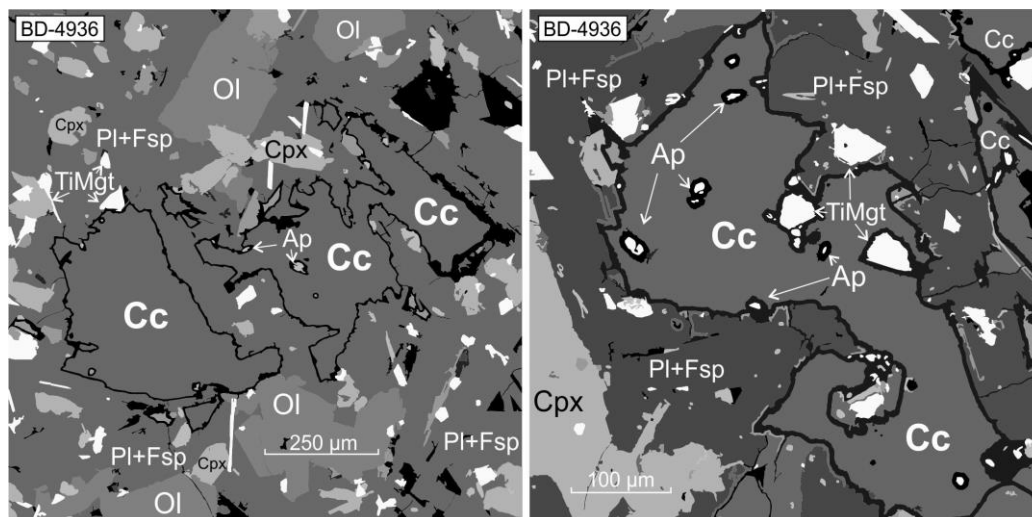 BD-4936
Ol
Ol
Cpx
Pl+Fsp
Cpx
TiMgt
Cc
Ap
Cc
Cc
Ol
250 µm
Pl+Fsp
Cpx
Pl+Fsp
Ol
BD-4936
Cc
Pl+Fsp
Pl+Fsp
Ap
Cc
Cc
TiMgt
Ap
Pl+Fsp
Cpx
Cc
100 µm